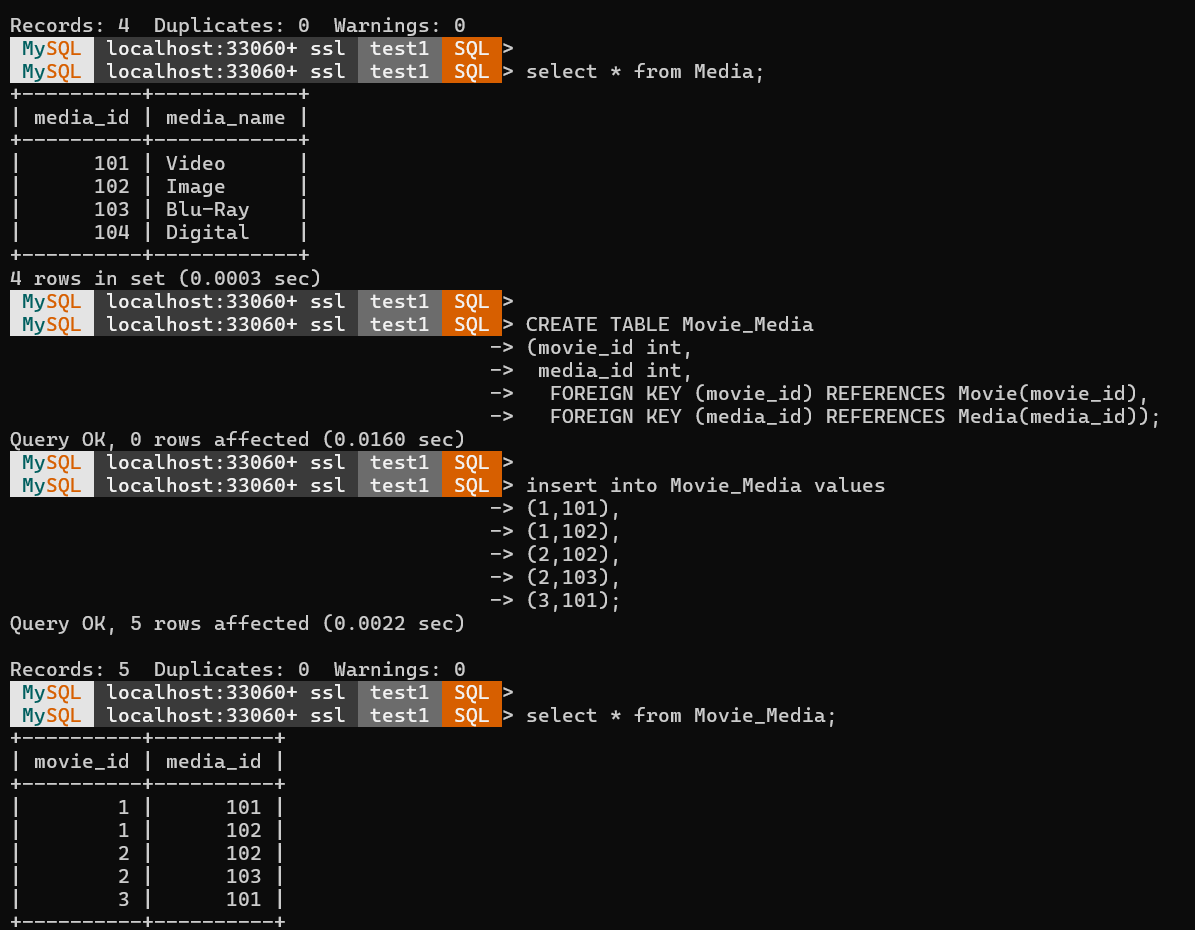 Records: 4  Duplicates: 0  Warnings: 0
 MySQL  localhost:33060+ ssl  test1  SQL >
 MySQL  localhost:33060+ ssl  test1  SQL > select * from Media;
+----------+------------+
| media_id | media_name |
+----------+------------+
|      101 | Video      |
|      102 | Image      |
|      103 | Blu-Ray    |
|      104 | Digital    |
+----------+------------+
4 rows in set (0.0003 sec)
 MySQL  localhost:33060+ ssl  test1  SQL >
 MySQL  localhost:33060+ ssl  test1  SQL > CREATE TABLE Movie_Media
                                        -> (movie_id int,
                                        ->  media_id int,
                                        ->   FOREIGN KEY (movie_id) REFERENCES Movie(movie_id),
                                        ->   FOREIGN KEY (media_id) REFERENCES Media(media_id));
Query OK, 0 rows affected (0.0160 sec)
 MySQL  localhost:33060+ ssl  test1  SQL >
 MySQL  localhost:33060+ ssl  test1  SQL > insert into Movie_Media values
                                        -> (1,101),
                                        -> (1,102),
                                        -> (2,102),
                                        -> (2,103),
                                        -> (3,101);
Query OK, 5 rows affected (0.0022 sec)

Records: 5  Duplicates: 0  Warnings: 0
 MySQL  localhost:33060+ ssl  test1  SQL >
 MySQL  localhost:33060+ ssl  test1  SQL > select * from Movie_Media;
+----------+----------+
| movie_id | media_id |
+----------+----------+
|        1 |      101 |
|        1 |      102 |
|        2 |      102 |
|        2 |      103 |
|        3 |      101 |
+----------+----------+